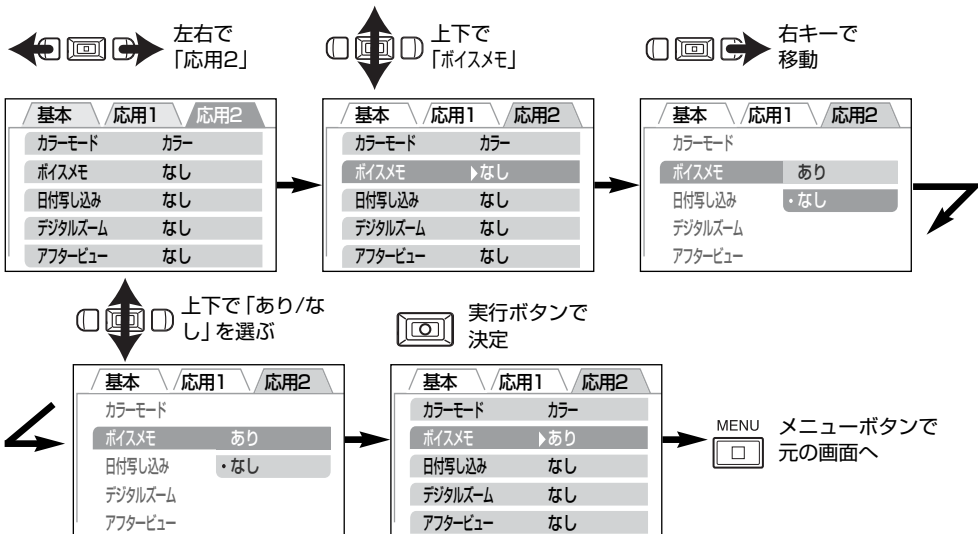 左右で
「応用2」
基本 応用1 応用2
カラーモード カラー
ボイスメモ なし
日付写し込み なし
デジタルズーム なし
アフタービュー なし
上下で
「ボイスメモ」
基本 応用1 応用2
カラーモード カラー
ボイスメモ なし
日付写し込み なし
デジタルズーム なし
アフタービュー なし
右キーで
移動
基本 応用1 応用2
カラーモード
ボイスメモ あり
日付写し込み ・なし
デジタルズーム
アフタービュー
上下で「あり/な
し」を選ぶ
基本 応用1 応用2
カラーモード
ボイスメモ あり
日付写し込み ・なし
デジタルズーム
アフタービュー
実行ボタンで
決定
基本 応用1 応用2
カラーモード カラー
ボイスメモ あり
日付写し込み なし
デジタルズーム なし
アフタービュー なし
MENU
メニューボタンで
元の画面へ